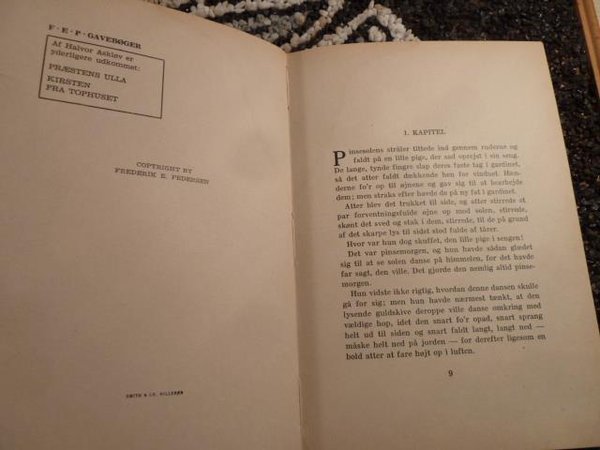 F · E · P · GAVEBØGER
Af Halvor Asklov er
yderligere udkommet:
PRÆSTENS ULLA
KIRSTEN
FRA TOPHUSET
COPYRIGHT BY
FREDERIK E. PEDERSEN
1. KAPITEL
Pinsesolens stråler tittede ind gennem ruderne og
faldt på en lille pige, der sad oprejst i sin seng.
De lange, tynde fingre slap deres faste tag i gardinet,
så det atter faldt dækkende hen for vinduet. Hæn-
derne fo'r op til øjnene og gav sig til at bearbejde
dem; men straks efter havde de på ny fat i gardinet.
Atter blev det trukket til side, og atter stirrede et
par forventningsfulde øjne op mod solen, stirrede,
skønt det sved og stak i dem, stirrede, til de på grund
af det skarpe lys til sidst stod fulde af tårer.
Hvor var hun dog skuffet, den lille pige i sengen!
Det var pinsemorgen, og hun havde sådan glædet
sig til at se solen danse på himmelen, for det havde
far sagt, den ville. Det gjorde den nemlig altid pinse-
morgen.
Hun vidste ikke rigtig, hvordan denne dansen skulle
gå for sig; men hun havde nærmest tænkt, at den
lysende guldskive deroppe ville danse omkring med
vældige hop, idet den snart fo'r opad, snart sprang
helt ud til siden og snart faldt langt, langt ned —
måske helt ned på jorden — for derefter ligesom en
bold atter at fare højt op i luften.
9